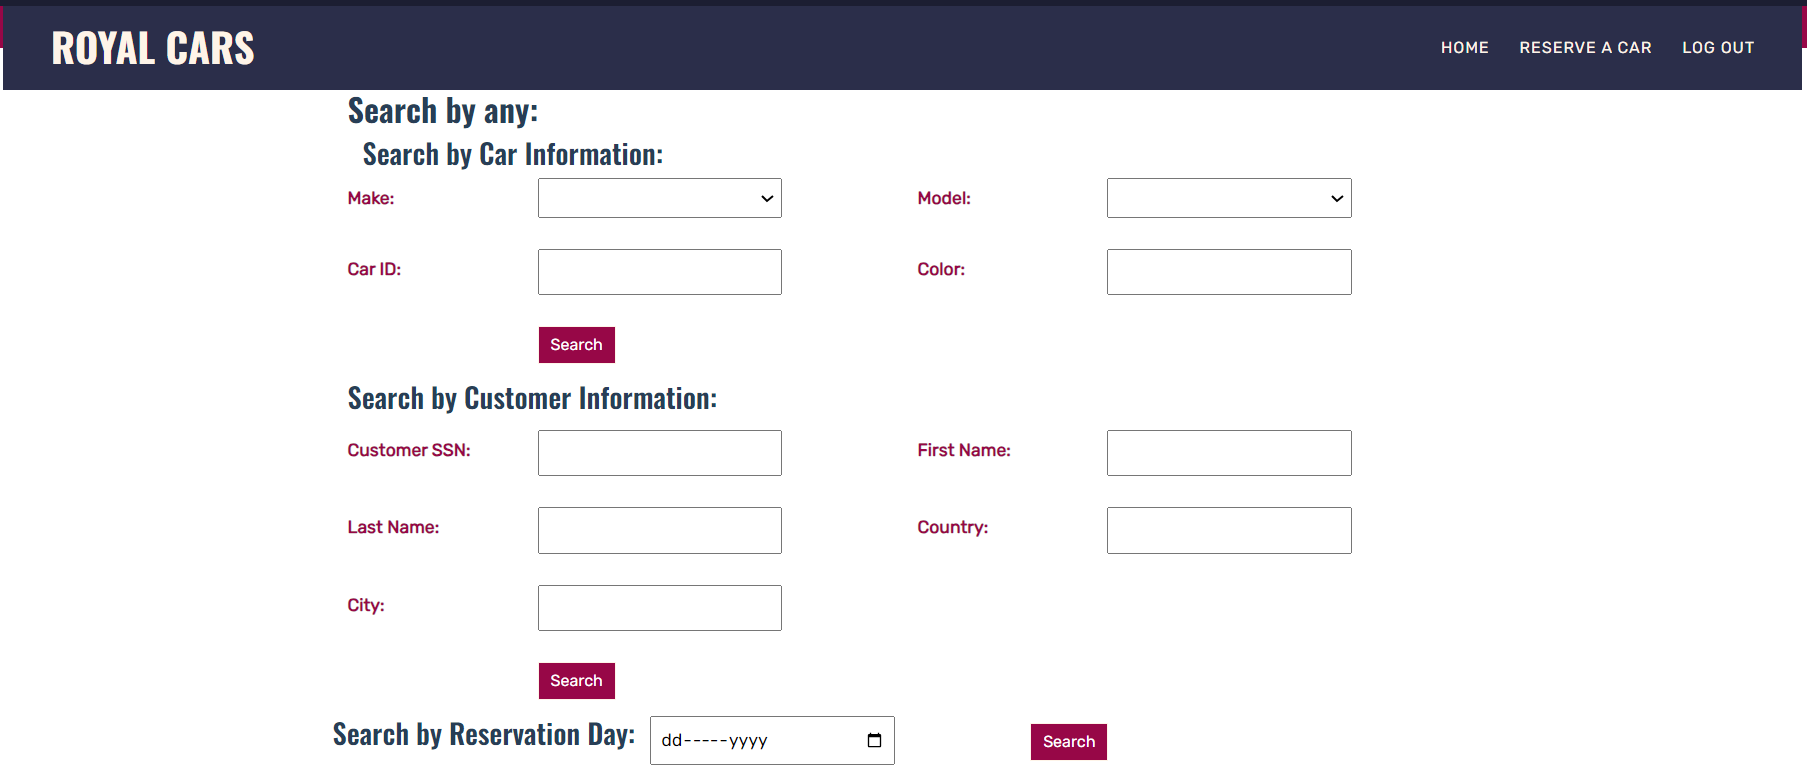 ROYAL CARS
HOME RESERVE A CAR LOG OUT
Search by any:
Search by Car Information:
Make: Model:
Car ID: Color:
Search
Search by Customer Information:
Customer SSN: First Name:
Last Name: Country:
City:
Search
Search by Reservation Day: dd-----yyyy Search